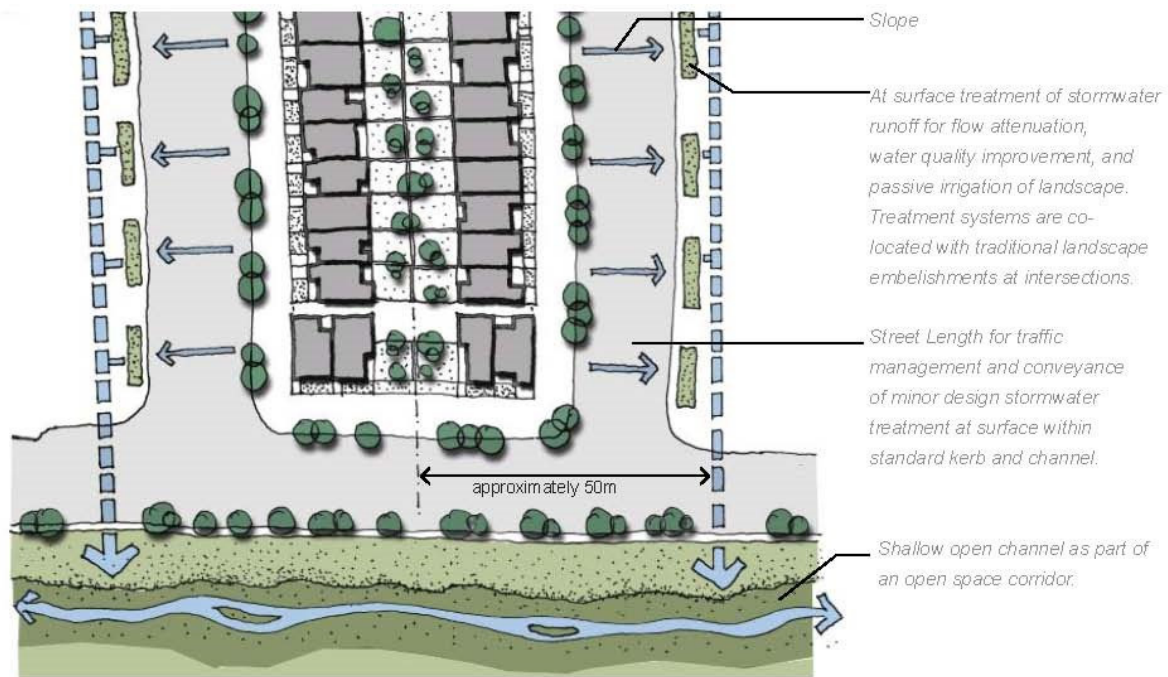 Slope
At surface treatment of stormwater
runoff for flow attenuation,
water quality improvement, and
passive irrigation of landscape.
Treatment systems are co-
located with traditional landscape
embelishments at intersections.
Street Length for traffic
management and conveyance
of minor design stormwater
treatment at surface within
standard kerb and channel.
approximately 50m
Shallow open channel as part of
an open space corridor.